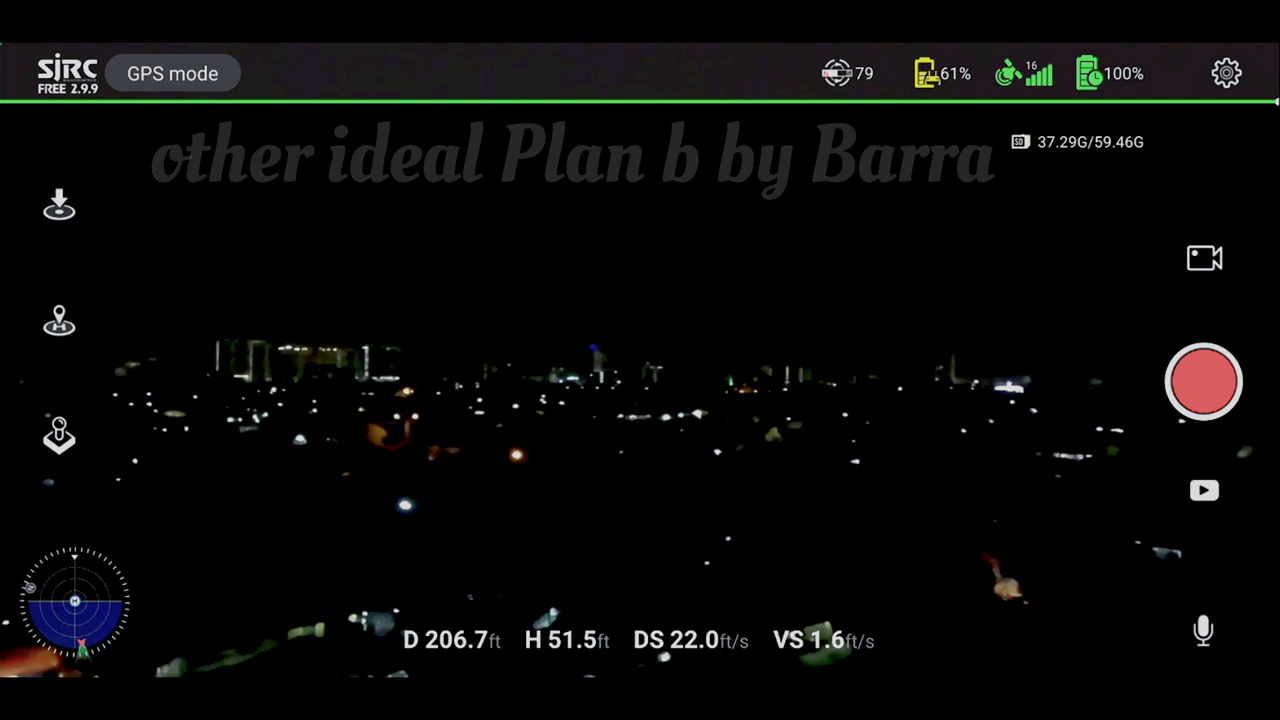 SJRC
FREE 2.9.9
GPS mode
79
61%
16
100%
SD 37.29G/59.46G
other ideal Plan b by Barra
D 206.7ft H 51.5ft DS 22.0ft/s VS 1.6ft/s